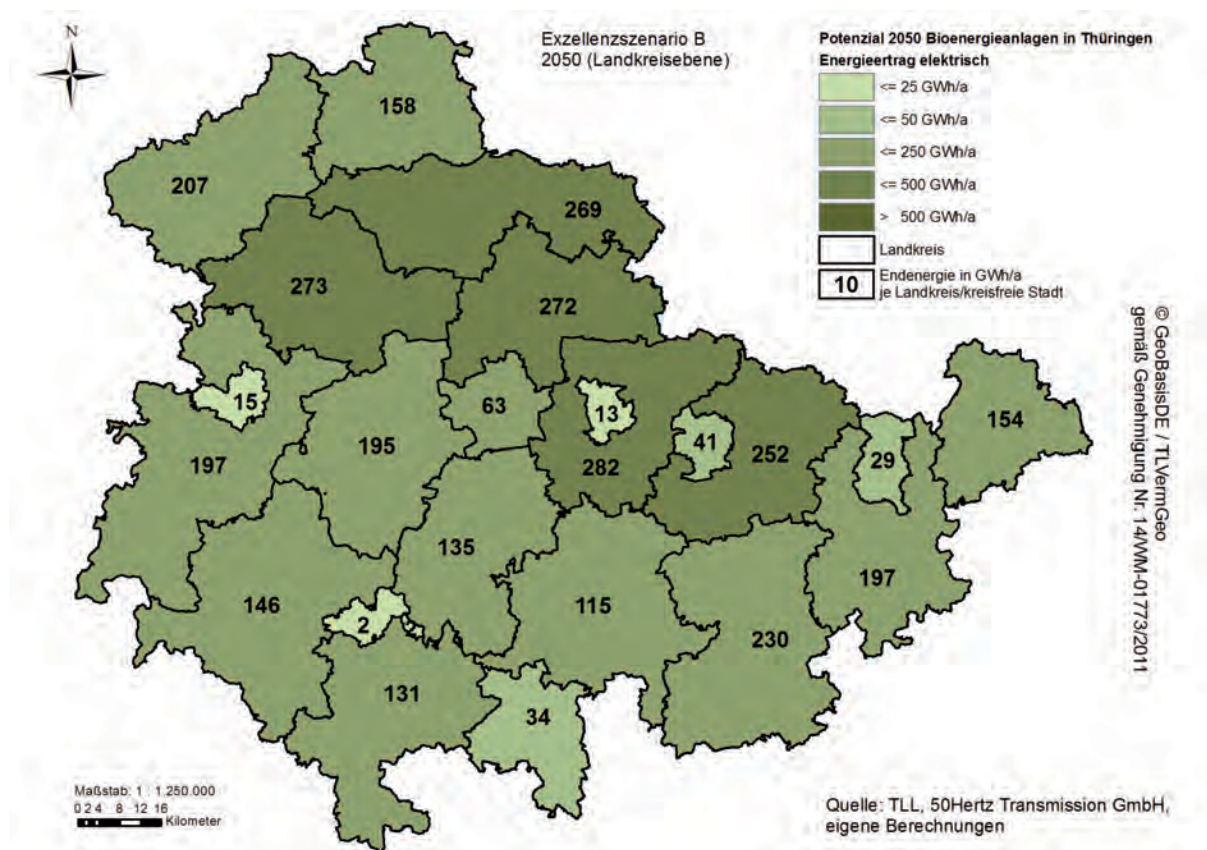 N
Exzellenzszenario B
2050 (Landkreisebene)
Potenzial 2050 Bioenergieanlagen in Thüringen
Energieertrag elektrisch
<= 25 GWh/a
<= 50 GWh/a
<= 250 GWh/a
<= 500 GWh/a
> 500 GWh/a
Landkreis
10 Endenergie in GWh/a
je Landkreis/kreisfreie Stadt
158
207
269
273
272
15
63
13
154
195
41
252
29
197
282
135
146
115
197
2
230
131
34
© GeoBasisDE / TLVermGeo
gemäß Genehmigung Nr. 14/WM-01773/2011
Maßstab: 1 : 1.250.000
0 2 4 8 12 16
Kilometer
Quelle: TLL, 50Hertz Transmission GmbH,
eigene Berechnungen